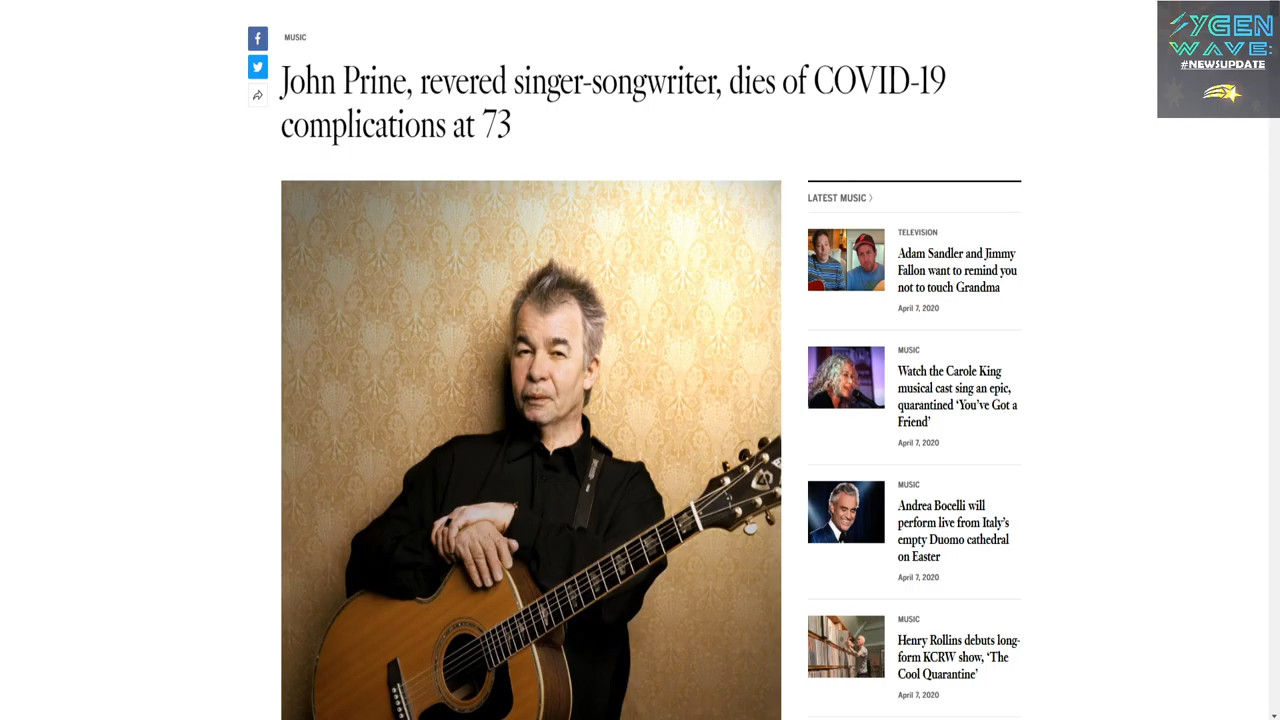 MUSIC
John Prine, revered singer-songwriter, dies of COVID-19
complications at 73
LATEST MUSIC
TELEVISION
Adam Sandler and Jimmy
Fallon want to remind you
not to touch Grandma
April 7, 2020
MUSIC
Watch the Carole King
musical cast sing an epic,
quarantined ‘You’ve Got a
Friend’
April 7, 2020
MUSIC
Andrea Bocelli will
perform live from Italy’s
empty Duomo cathedral
on Easter
April 7, 2020
MUSIC
Henry Rollins debuts long-
form KCRW show, ‘The
Cool Quarantine’
April 7, 2020
YGEN
WAVE:
#NEWSUPDATE